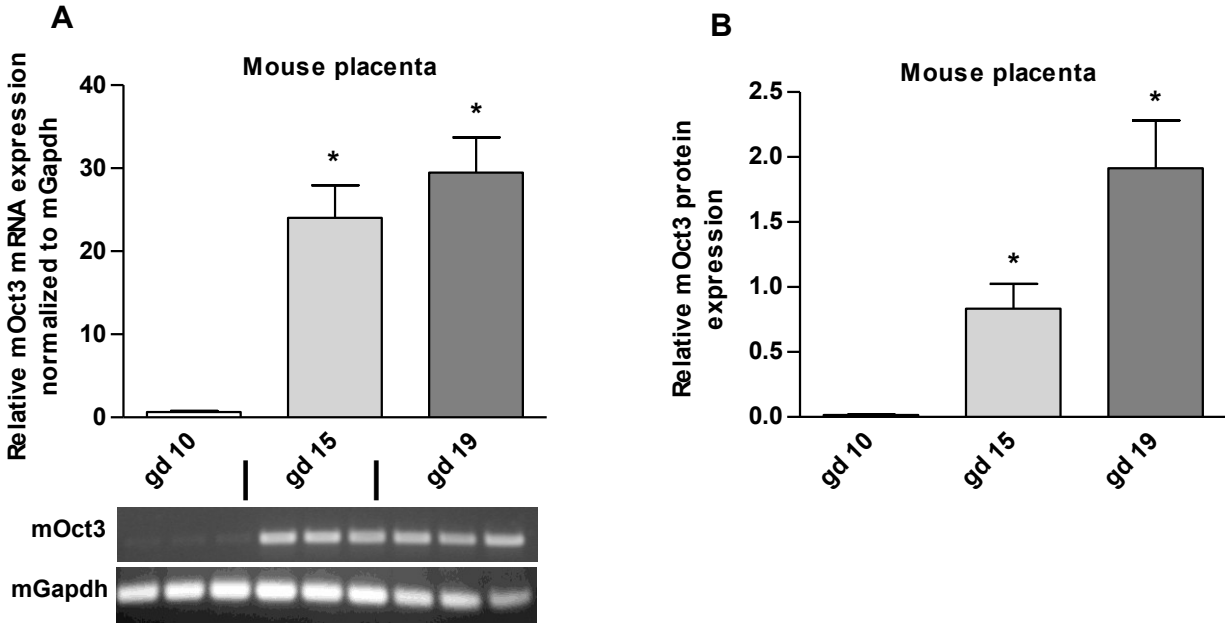 A
Mouse placenta
Relative mOct3 mRNA expression
normalized to mGapdh
40
30
20
10
0
*
*
gd 10
gd 15
gd 19
mOct3
mGapdh
B
Mouse placenta
Relative mOct3 protein
expression
2.5
2.0
1.5
1.0
0.5
0.0
*
*
gd 10
gd 15
gd 19